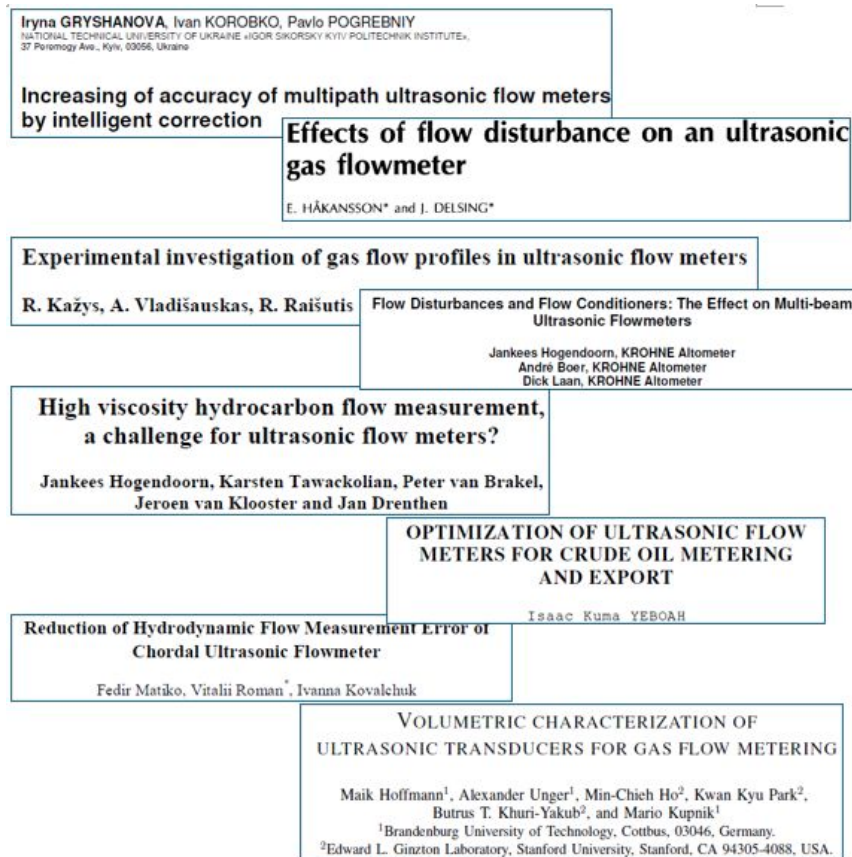 Iryna GRYSHANOVA, Ivan KOROBKO, Pavlo POGREBNIY
NATIONAL TECHNICAL UNIVERSITY OF UKRAINE «IGOR SIKORSKY KYIV POLITECHNIK INSTITUTE»,
37 Peremogy Ave., Kyiv, 03056, Ukraine
Increasing of accuracy of multipath ultrasonic flow meters
by intelligent correction
Effects of flow disturbance on an ultrasonic
gas flowmeter
E. HÅKANSSON* and J. DELSING*
Experimental investigation of gas flow profiles in ultrasonic flow meters
R. Kažys, A. Vladišauskas, R. Raišutis
Flow Disturbances and Flow Conditioners: The Effect on Multi-beam
Ultrasonic Flowmeters
Jankees Hogendoorn, KROHNE Altometer
André Boer, KROHNE Altometer
Dick Laan, KROHNE Altometer
High viscosity hydrocarbon flow measurement,
a challenge for ultrasonic flow meters?
Jankees Hogendoorn, Karsten Tawackolian, Peter van Brakel,
Jeroen van Klooster and Jan Drenthen
OPTIMIZATION OF ULTRASONIC FLOW
METERS FOR CRUDE OIL METERING
AND EXPORT
Isaac Kuma YEBOAH
Reduction of Hydrodynamic Flow Measurement Error of
Chordal Ultrasonic Flowmeter
Fedir Matiko, Vitalii Roman*, Ivanna Kovalchuk
VOLUMETRIC CHARACTERIZATION OF
ULTRASONIC TRANSDUCERS FOR GAS FLOW METERING
Maik Hoffmann¹, Alexander Unger¹, Min-Chieh Ho², Kwan Kyu Park²,
Butrus T. Khuri-Yakub², and Mario Kupnik¹
¹Brandenburg University of Technology, Cottbus, 03046, Germany.
²Edward L. Ginzton Laboratory, Stanford University, Stanford, CA 94305-4088, USA.